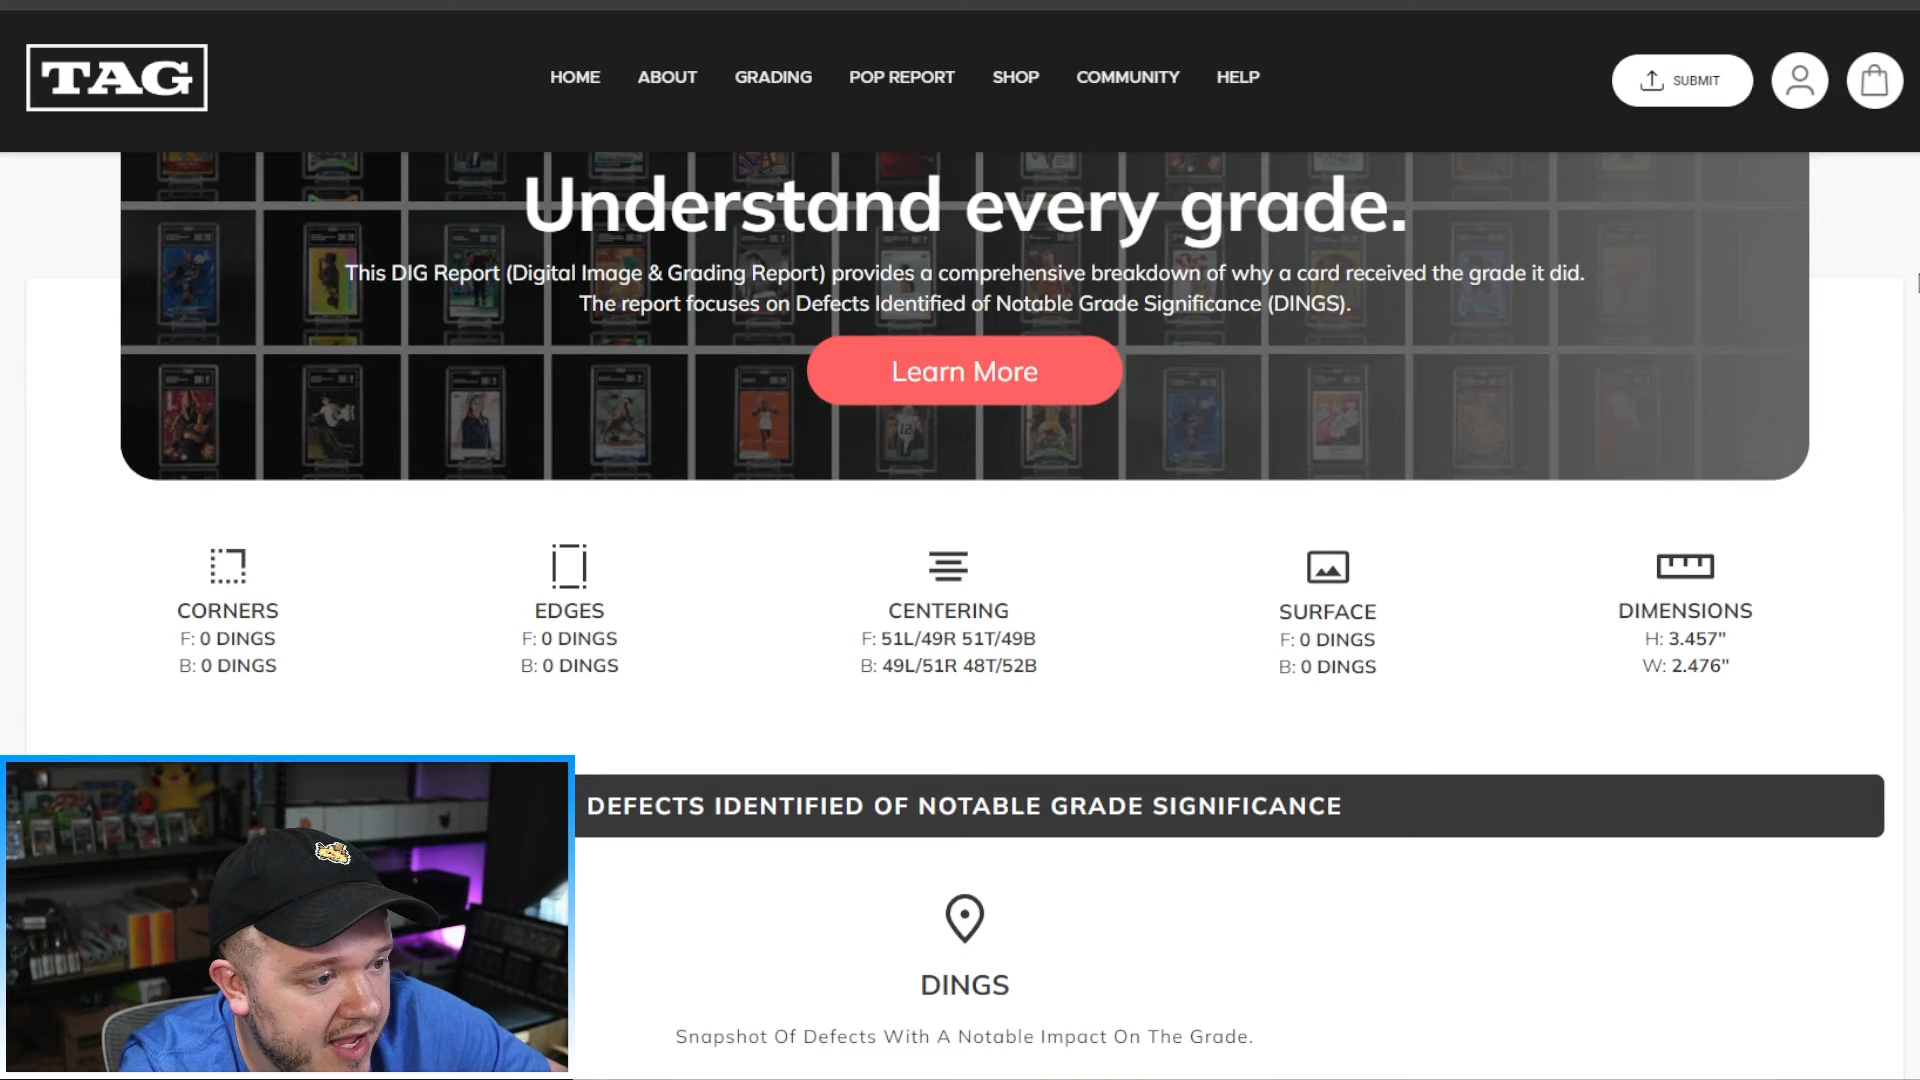 TAG
HOME ABOUT GRADING POP REPORT SHOP COMMUNITY HELP
SUBMIT
Understand every grade.
This DIG Report (Digital Image & Grading Report) provides a comprehensive breakdown of why a card received the grade it did.
The report focuses on Defects Identified of Notable Grade Significance (DINGS).
Learn More
CORNERS
F: 0 DINGS
B: 0 DINGS
EDGES
F: 0 DINGS
B: 0 DINGS
CENTERING
F: 51L/49R 51T/49B
B: 49L/51R 48T/52B
SURFACE
F: 0 DINGS
B: 0 DINGS
DIMENSIONS
H: 3.457"
W: 2.476"
DEFECTS IDENTIFIED OF NOTABLE GRADE SIGNIFICANCE
DINGS
Snapshot Of Defects With A Notable Impact On The Grade.